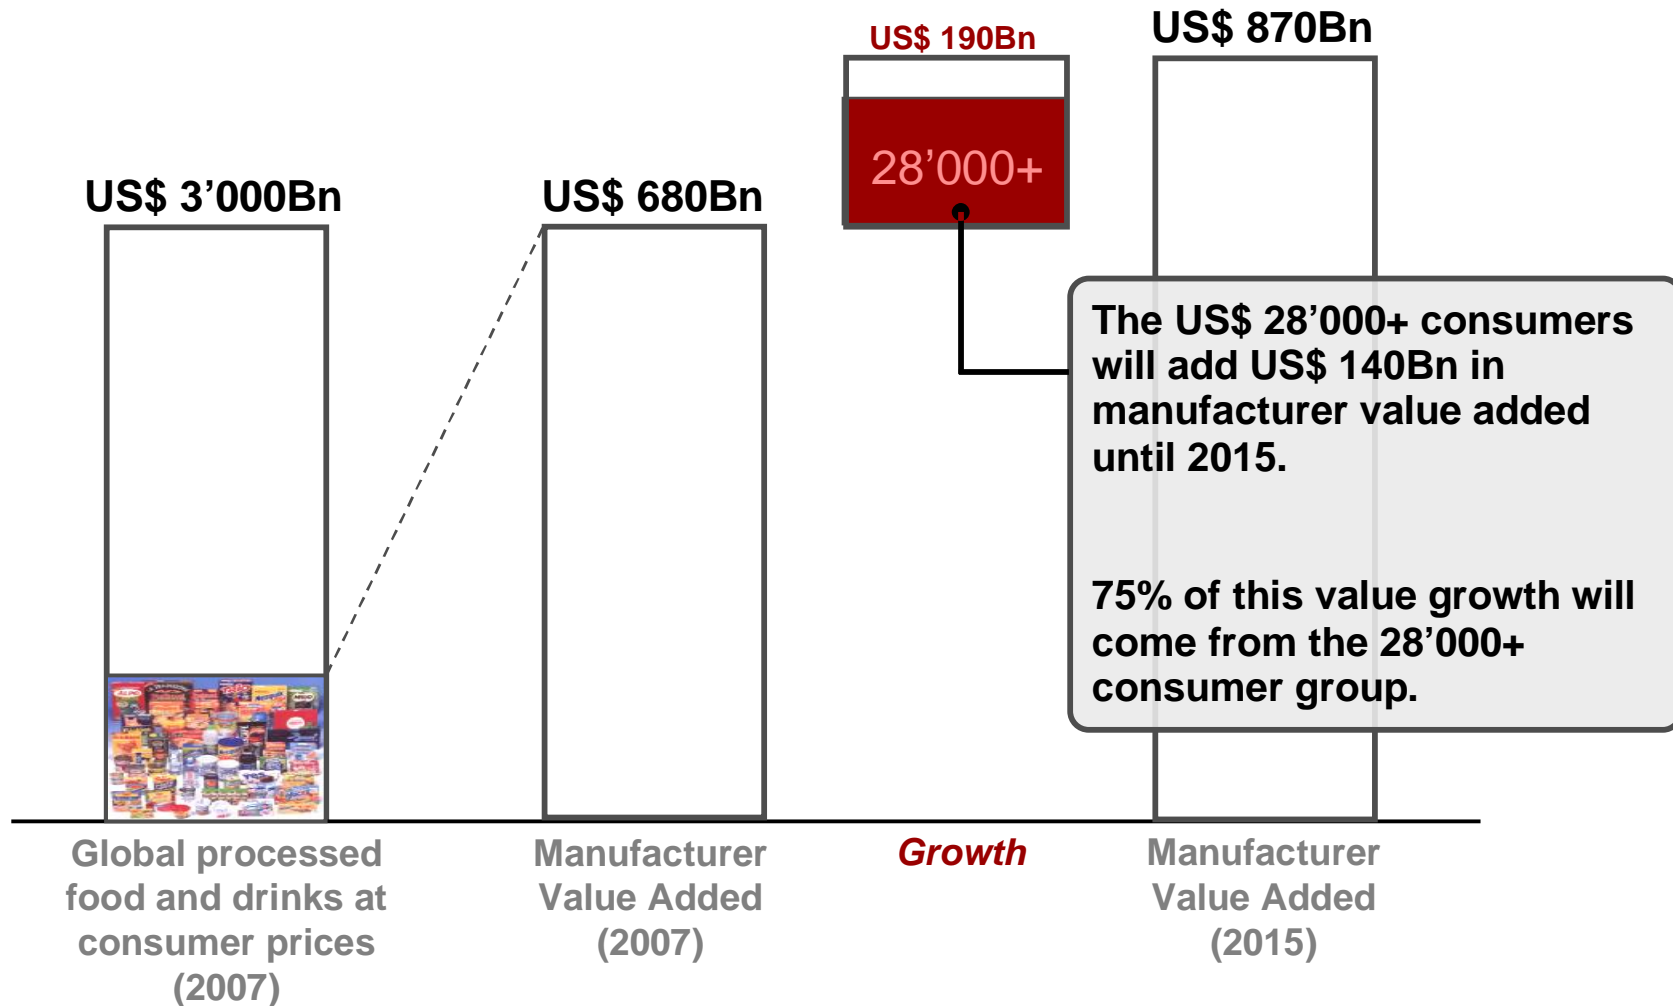 US$ 3’000Bn
US$ 680Bn
US$ 190Bn
US$ 870Bn
28’000+
The US$ 28’000+ consumers
will add US$ 140Bn in
manufacturer value added
until 2015.
75% of this value growth will
come from the 28’000+
consumer group.
Global processed
food and drinks at
consumer prices
(2007)
Manufacturer
Value Added
(2007)
Growth
Manufacturer
Value Added
(2015)